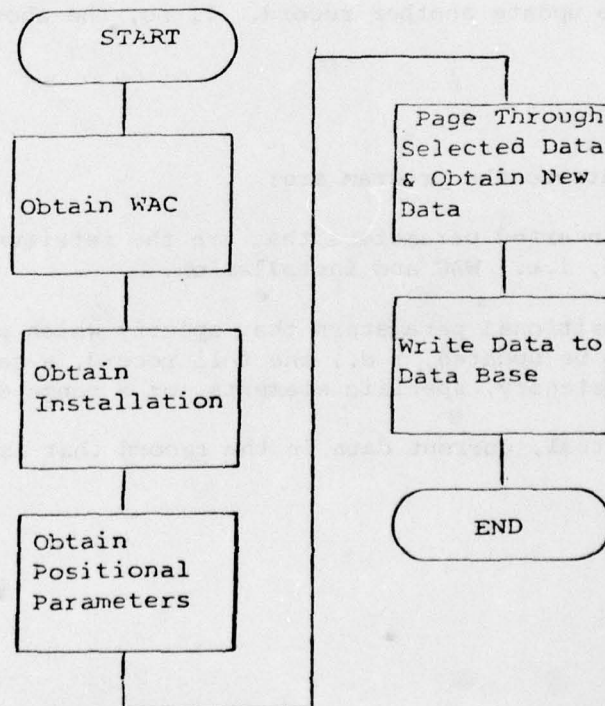 START
Obtain WAC
Obtain
Installation
Obtain
Positional
Parameters
Page Through
Selected Data
& Obtain New
Data
Write Data to
Data Base
END